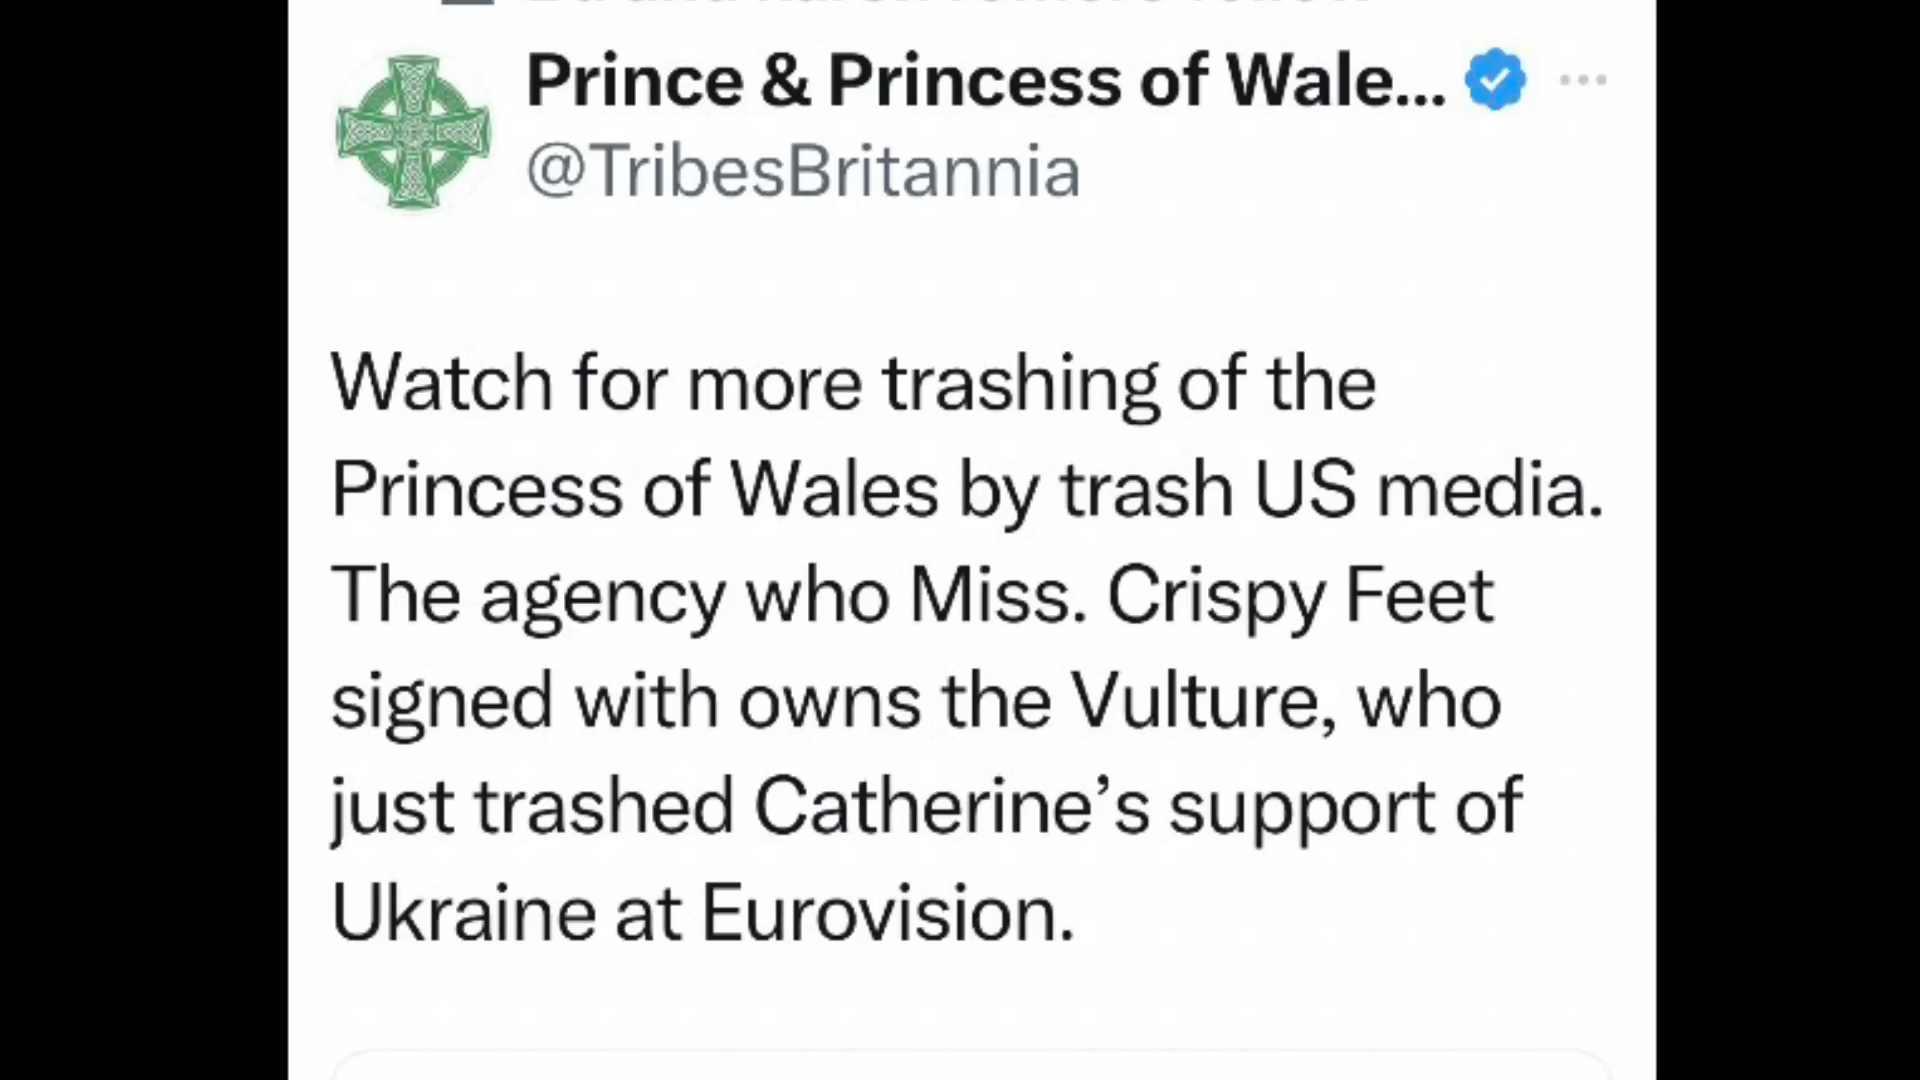 Prince & Princess of Wale...
@TribesBritannia
Watch for more trashing of the
Princess of Wales by trash US media.
The agency who Miss. Crispy Feet
signed with owns the Vulture, who
just trashed Catherine’s support of
Ukraine at Eurovision.